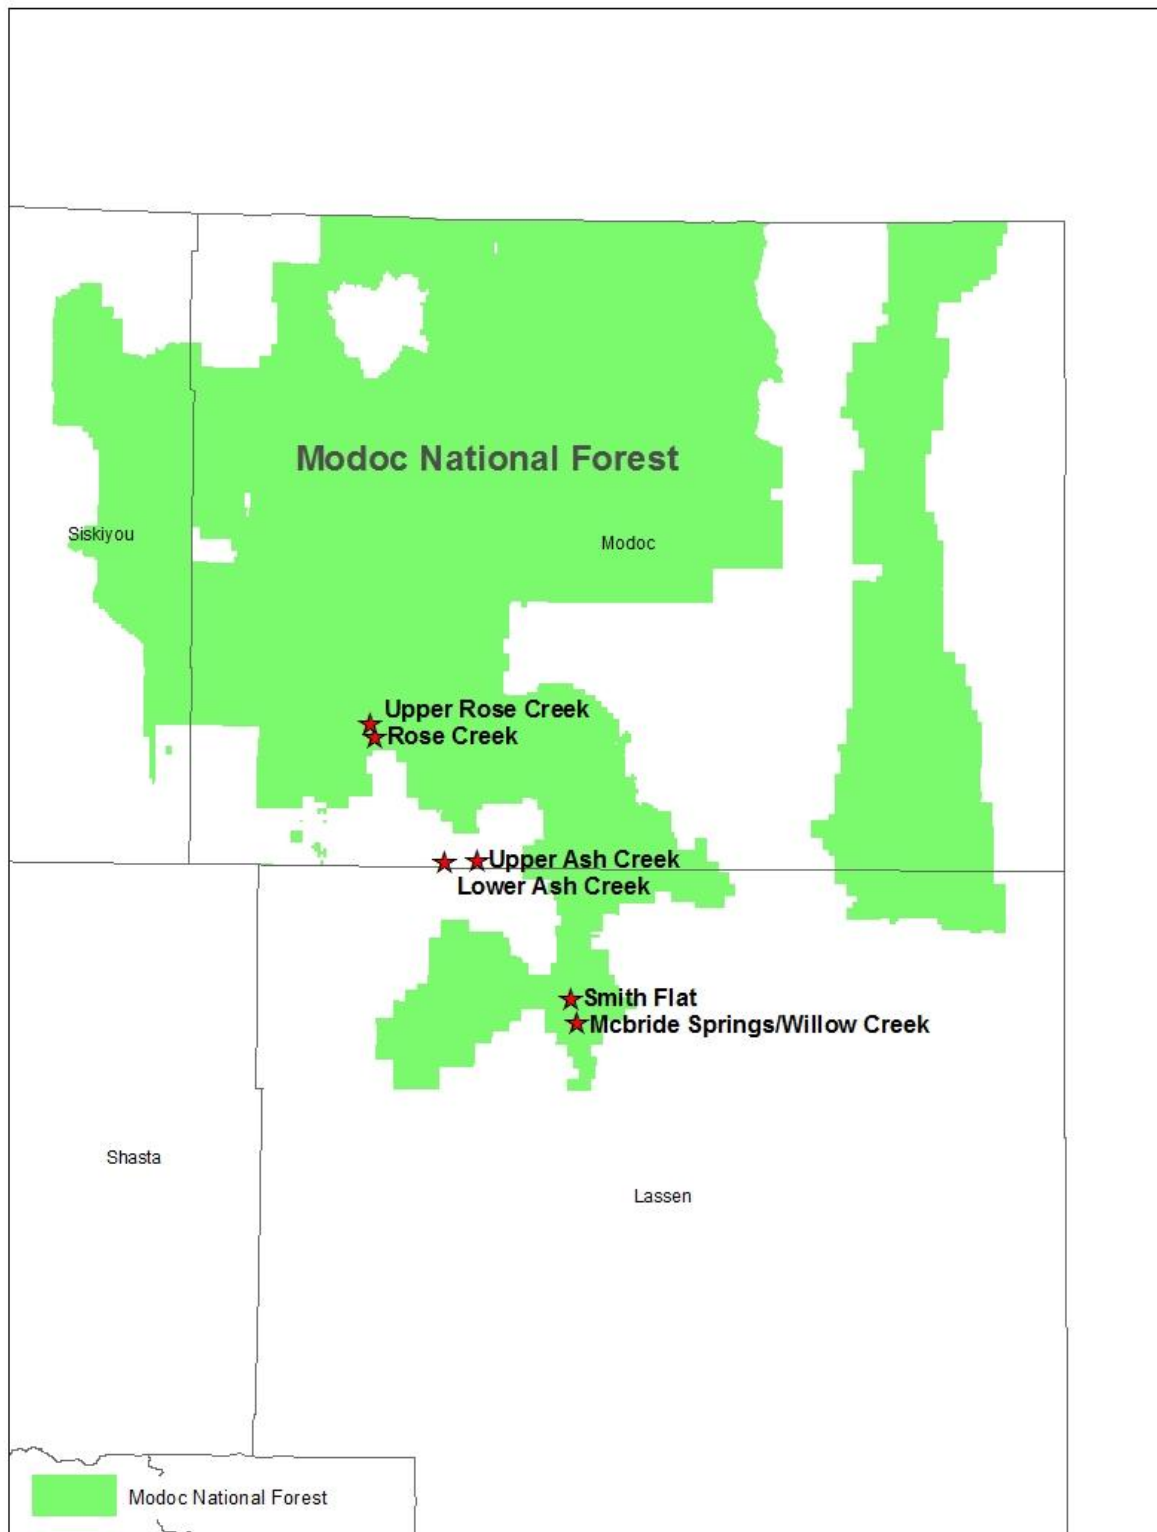 Modoc National Forest
Siskiyou
Modoc
Upper Rose Creek
Rose Creek
Upper Ash Creek
Lower Ash Creek
Smith Flat
Mcbride Springs/Willow Creek
Shasta
Lassen
Modoc National Forest